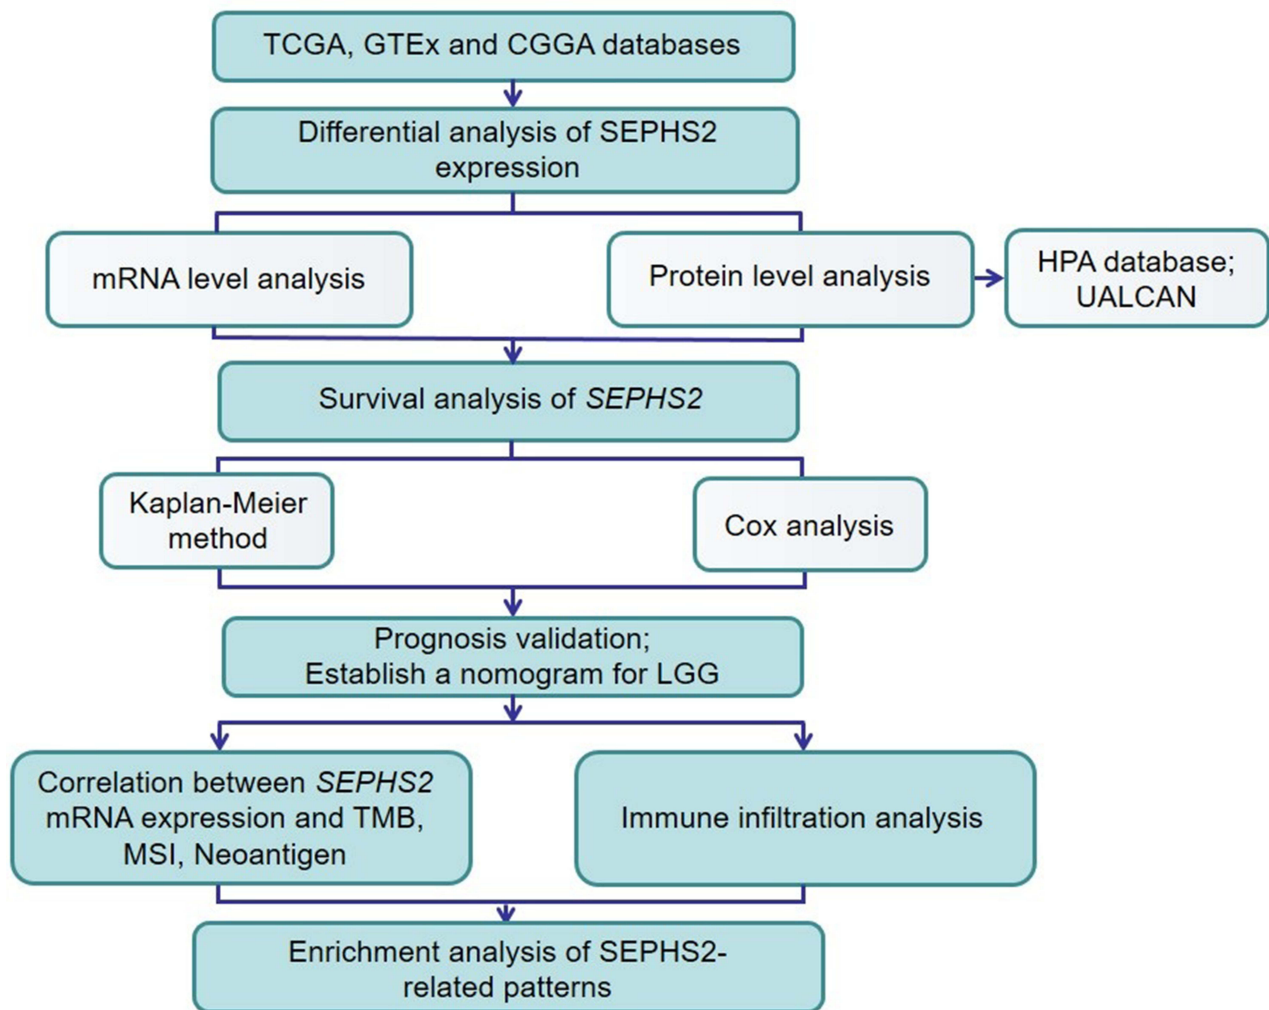 TCGA, GTEx and CGGA databases
Differential analysis of SEPHS2
expression
mRNA level analysis
Protein level analysis
HPA database;
UALCAN
Survival analysis of SEPHS2
Kaplan-Meier
method
Cox analysis
Prognosis validation;
Establish a nomogram for LGG
Correlation between SEPHS2
mRNA expression and TMB,
MSI, Neoantigen
Immune infiltration analysis
Enrichment analysis of SEPHS2-
related patterns